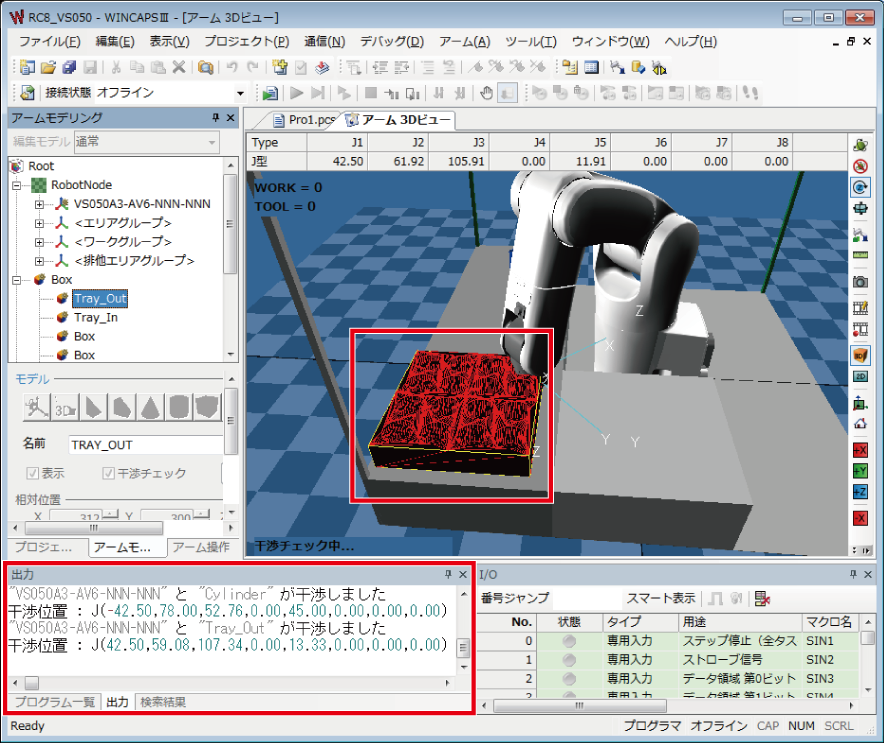 RC8_VS050 - WINCAPSⅢ - [アーム 3Dビュー]
ファイル(F) 編集(E) 表示(V) プロジェクト(P) 通信(N) デバッグ(D) アーム(A) ツール(T) ウィンドウ(W) ヘルプ(H)
接続状態 オフライン
アームモデリング
編集モデル 通常
Root
RobotNode
VS050A3-AV6-NNN-NNN
<エリアグループ>
<ワークグループ>
<排他エリアグループ>
Box
Tray_Out
Tray_In
Box
Box
モデル
3D
名前 TRAY_OUT
表示 干渉チェック
相対位置
X 312 Y 300
プロジェ... アームモ... アーム操作
Pro1.pcs アーム 3Dビュー
Type J1 J2 J3 J4 J5 J6 J7 J8
J型 42.50 61.92 105.91 0.00 11.91 0.00 0.00 0.00
WORK = 0
TOOL = 0
Z
X
X
Y Y
Z
干渉チェック中...
3D
2D
+X
+Y
+Z
-X
出力
"VS050A3-AV6-NNN-NNN" と "Cylinder" が干渉しました
干渉位置 : J(-42.50,78.00,52.76,0.00,45.00,0.00,0.00,0.00)
"VS050A3-AV6-NNN-NNN" と "Tray_Out" が干渉しました
干渉位置 : J(42.50,59.08,107.34,0.00,13.33,0.00,0.00,0.00)
プログラム一覧 出力 検索結果
I/O
番号ジャンプ スマート表示
No. 状態 タイプ 用途 マクロ名
0 専用入力 ステップ停止（全タス SIN1
1 専用入力 ストローブ信号 SIN2
2 専用入力 データ領域 第0ビット SIN3
3 専用入力 データ領域 第1ビット SIN4
Ready プログラマ オフライン CAP NUM SCRL